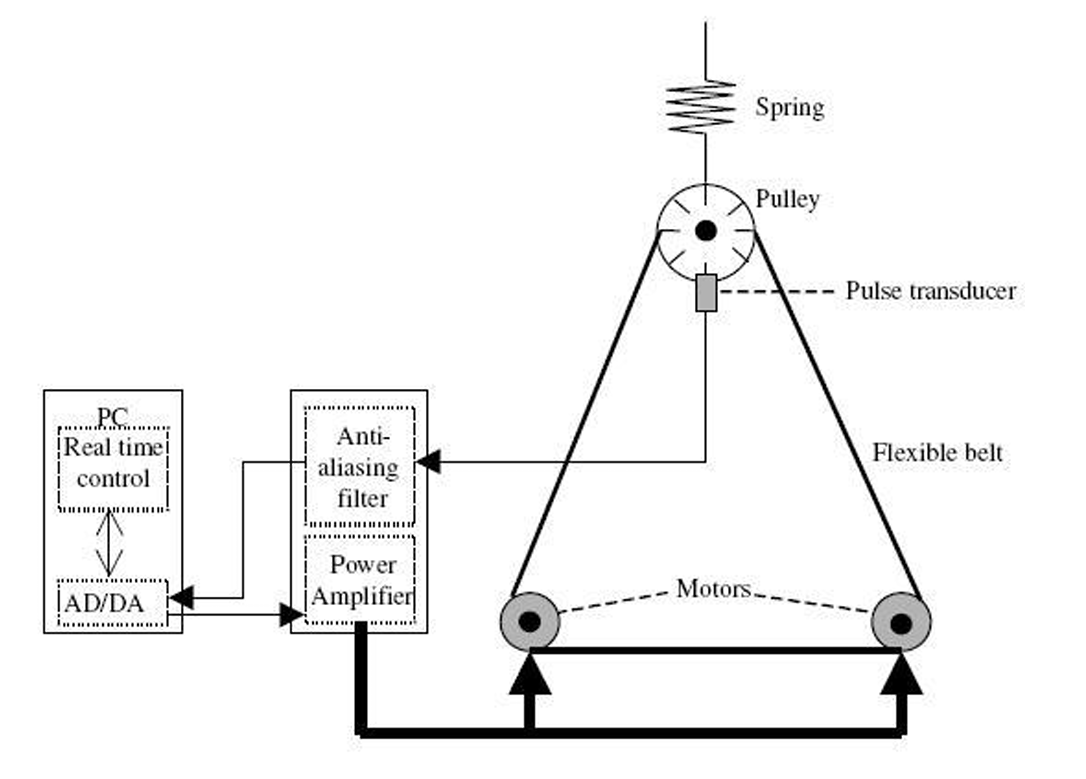 Spring
Pulley
Pulse transducer
PC
Real time
control
AD/DA
Anti-
aliasing
filter
Power
Amplifier
Flexible belt
Motors